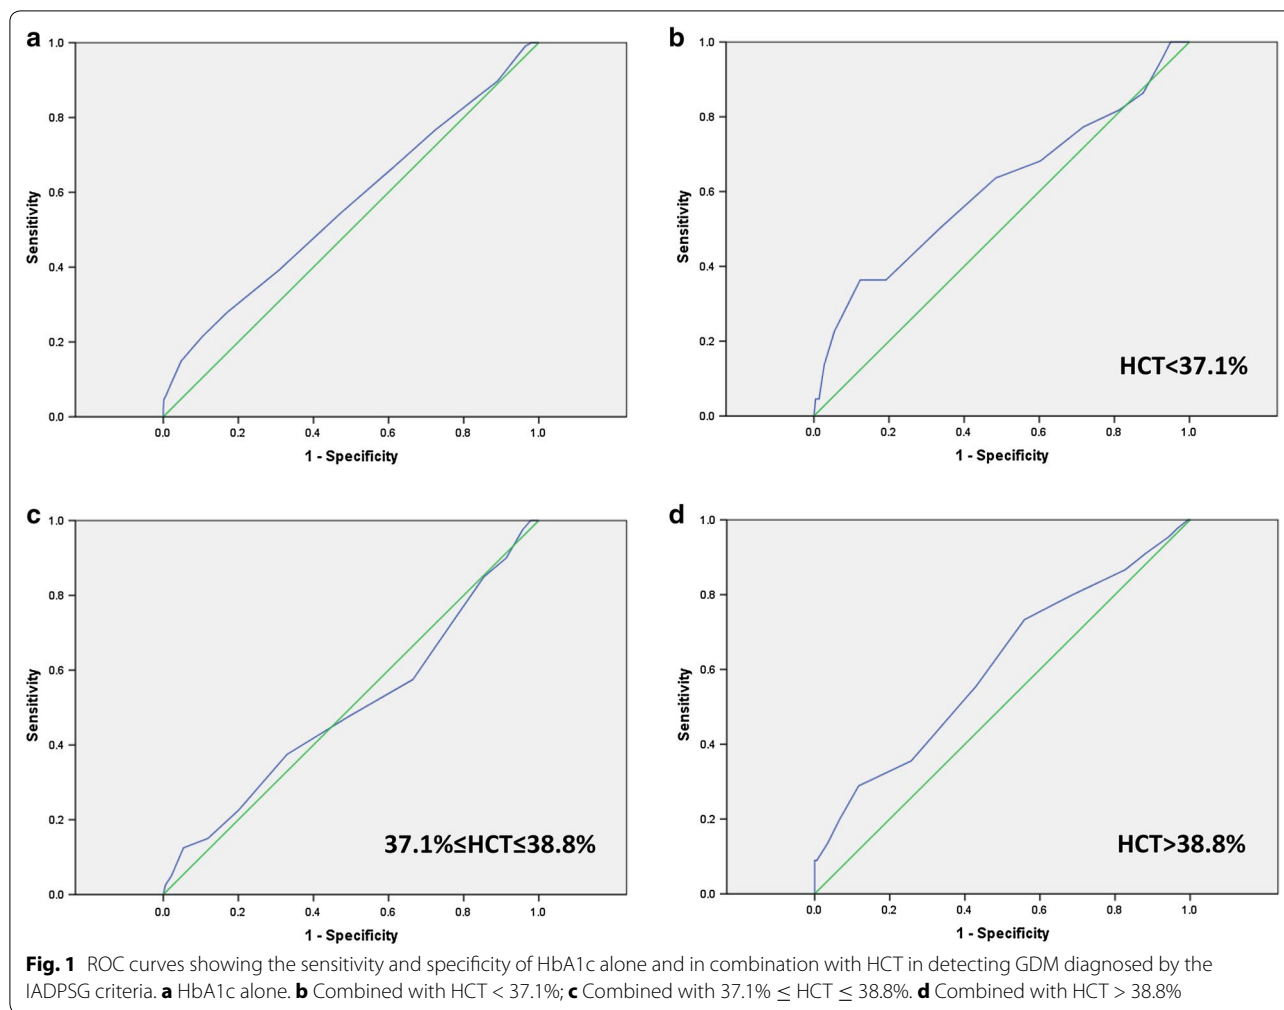 a
1.0
0.8
0.6
0.4
0.2
0.0
Sensitivity
0.0 0.2 0.4 0.6 0.8 1.0
1 - Specificity
b
1.0
0.8
0.6
0.4
0.2
0.0
Sensitivity
HCT<37.1%
0.0 0.2 0.4 0.6 0.8 1.0
1 - Specificity
c
1.0
0.8
0.6
0.4
0.2
0.0
Sensitivity
37.1%≤HCT≤38.8%
0.0 0.2 0.4 0.6 0.8 1.0
1 - Specificity
d
1.0
0.8
0.6
0.4
0.2
0.0
Sensitivity
HCT>38.8%
0.0 0.2 0.4 0.6 0.8 1.0
1 - Specificity
Fig. 1 ROC curves showing the sensitivity and specificity of HbA1c alone and in combination with HCT in detecting GDM diagnosed by the
IADPSG criteria. a HbA1c alone. b Combined with HCT < 37.1%; c Combined with 37.1% ≤ HCT ≤ 38.8%. d Combined with HCT > 38.8%